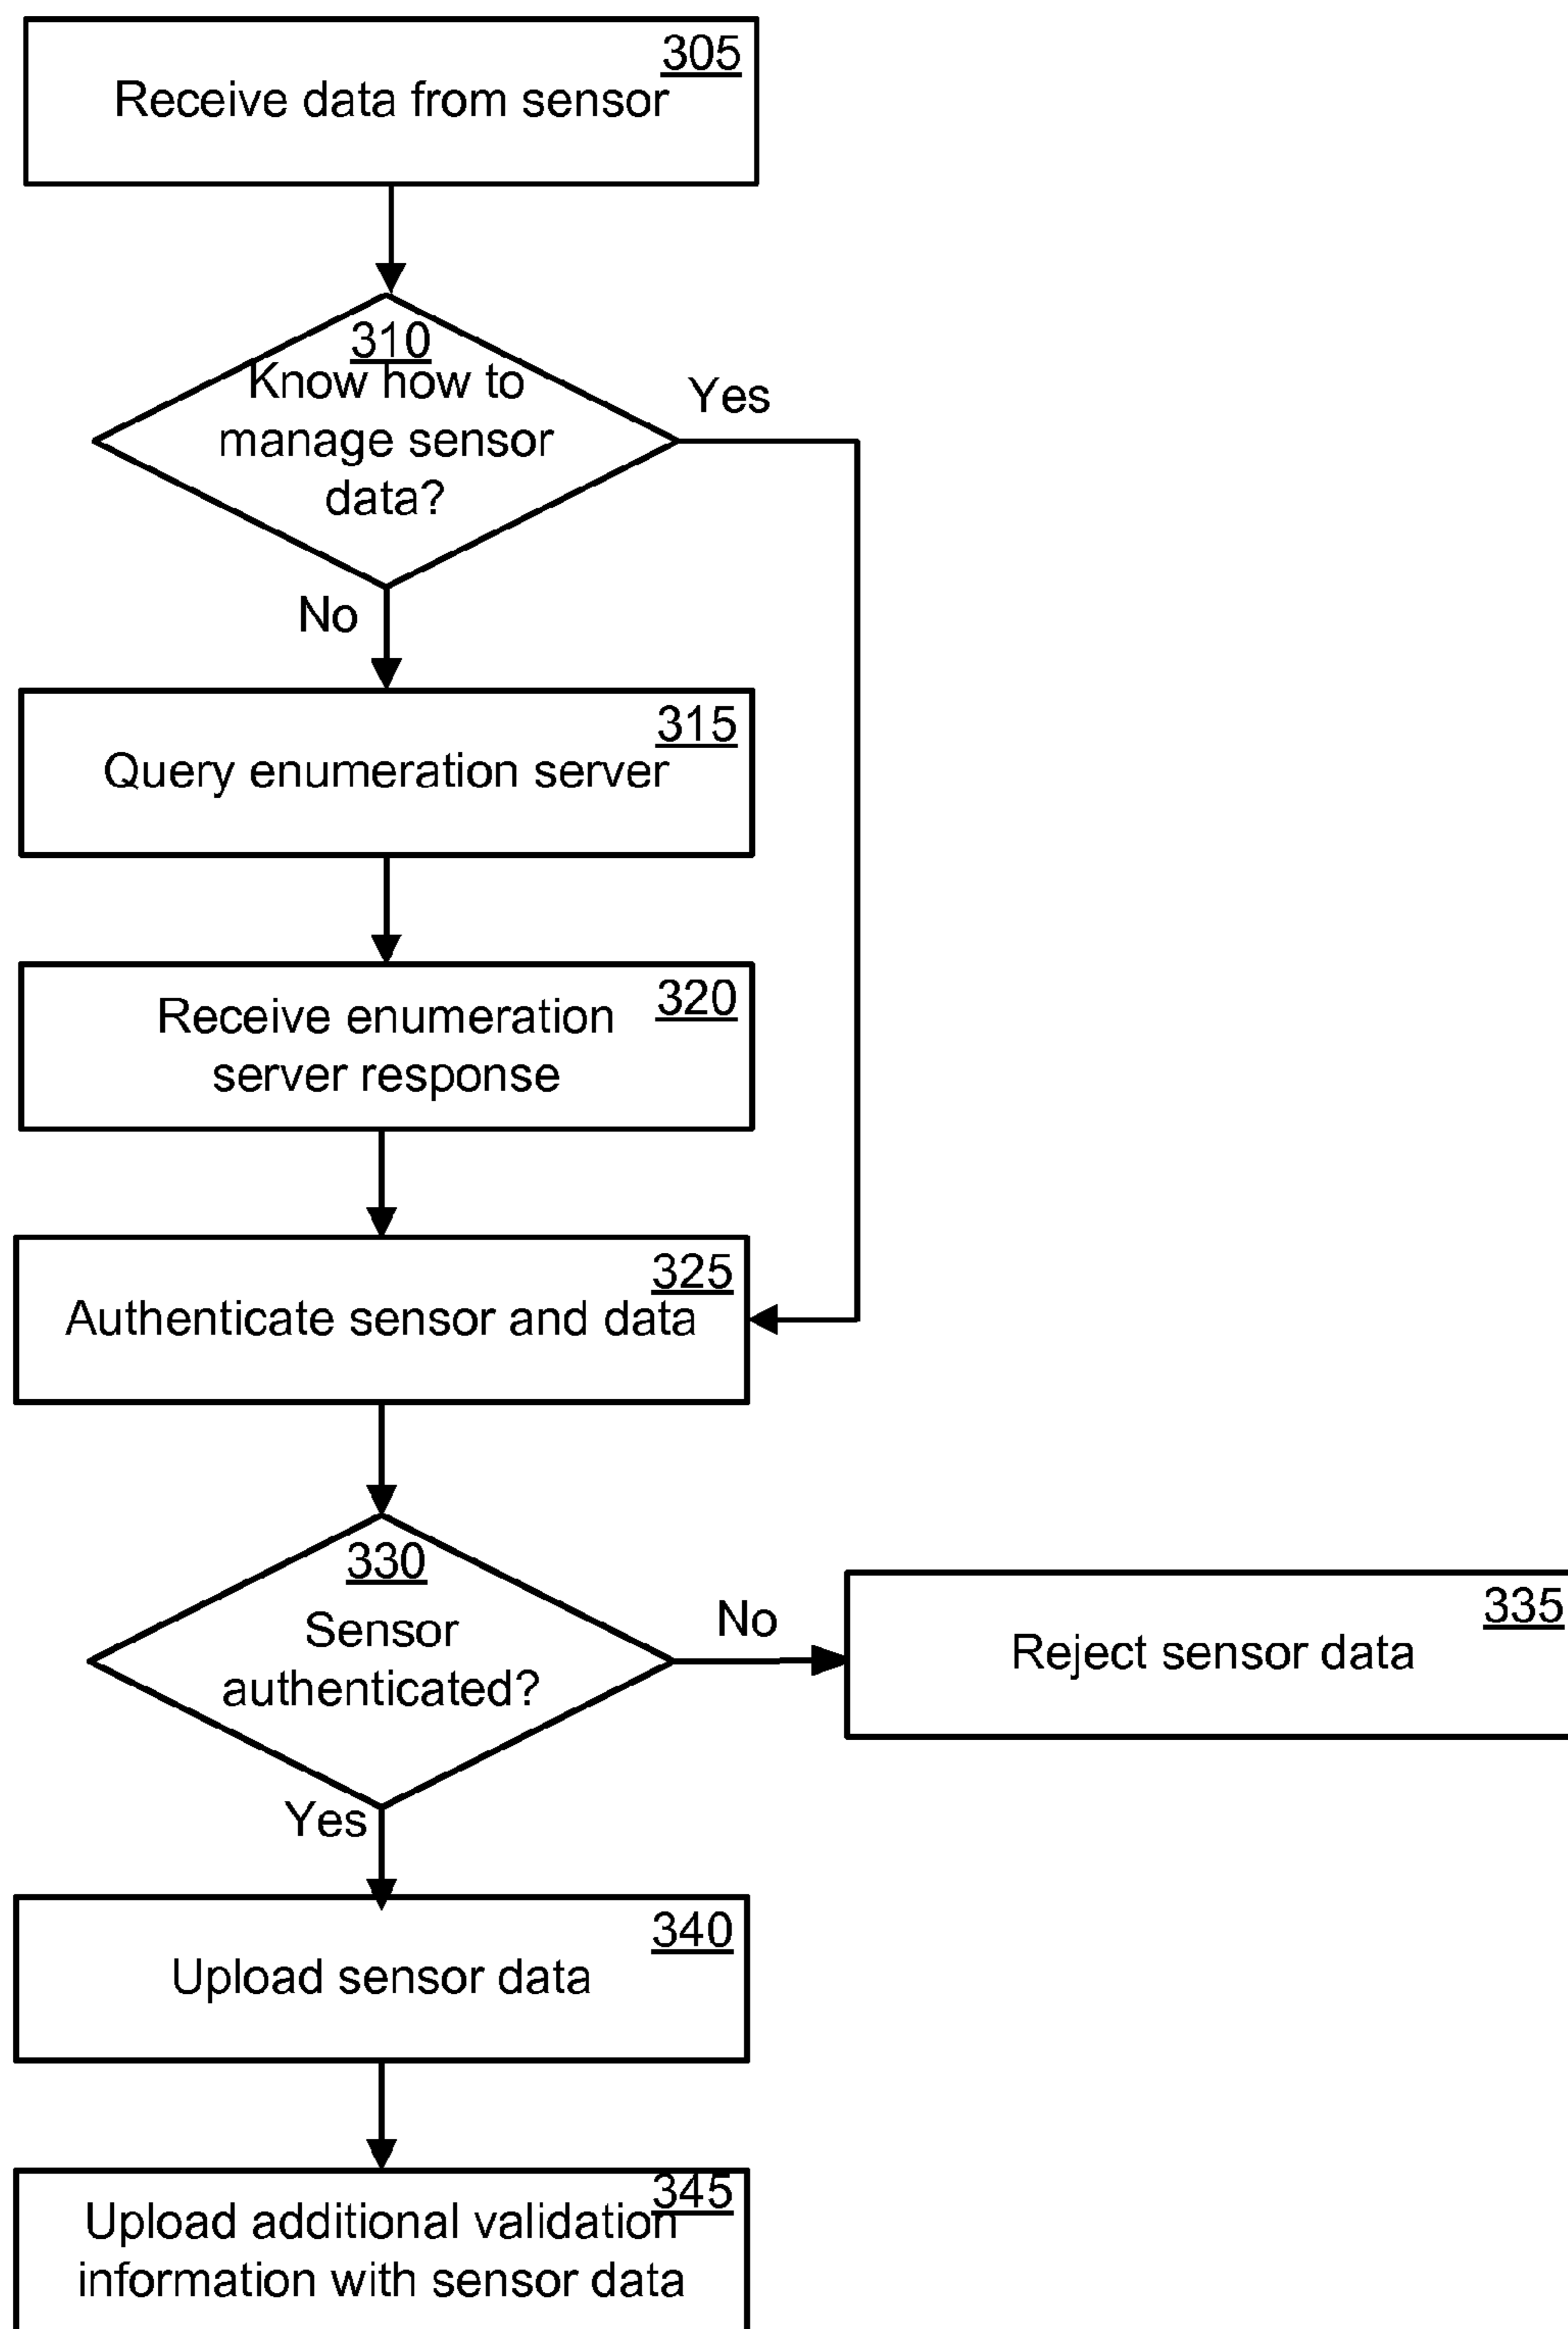 305
Receive data from sensor
310
Know how to
manage sensor
data?
Yes
No
315
Query enumeration server
320
Receive enumeration
server response
325
Authenticate sensor and data
330
Sensor
authenticated?
No
335
Reject sensor data
Yes
340
Upload sensor data
345
Upload additional validation
information with sensor data